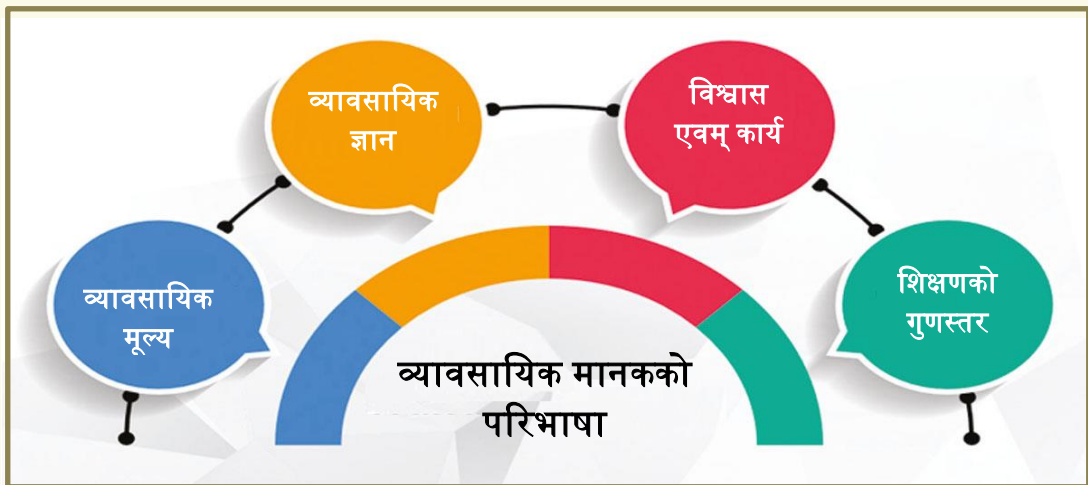 व्यावसायिक
ज्ञान
विश्वास
एवम् कार्य
व्यावसायिक
मूल्य
शिक्षणको
गुणस्तर
व्यावसायिक मानकको
परिभाषा